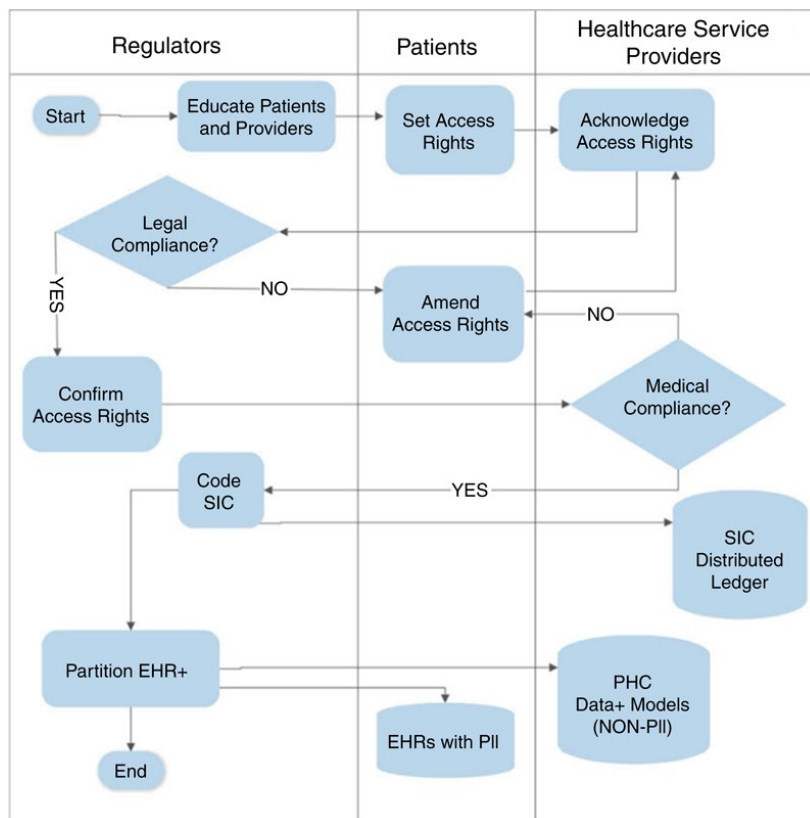 Regulators
Patients
Healthcare Service
Providers
Start
Educate Patients
and Providers
Set Access
Rights
Acknowledge
Access Rights
Legal
Compliance?
YES
NO
Amend
Access Rights
NO
Confirm
Access Rights
Medical
Compliance?
Code
SIC
YES
SIC
Distributed
Ledger
Partition EHR+
PHC
Data+ Models
(NON-PII)
EHRs with PII
End